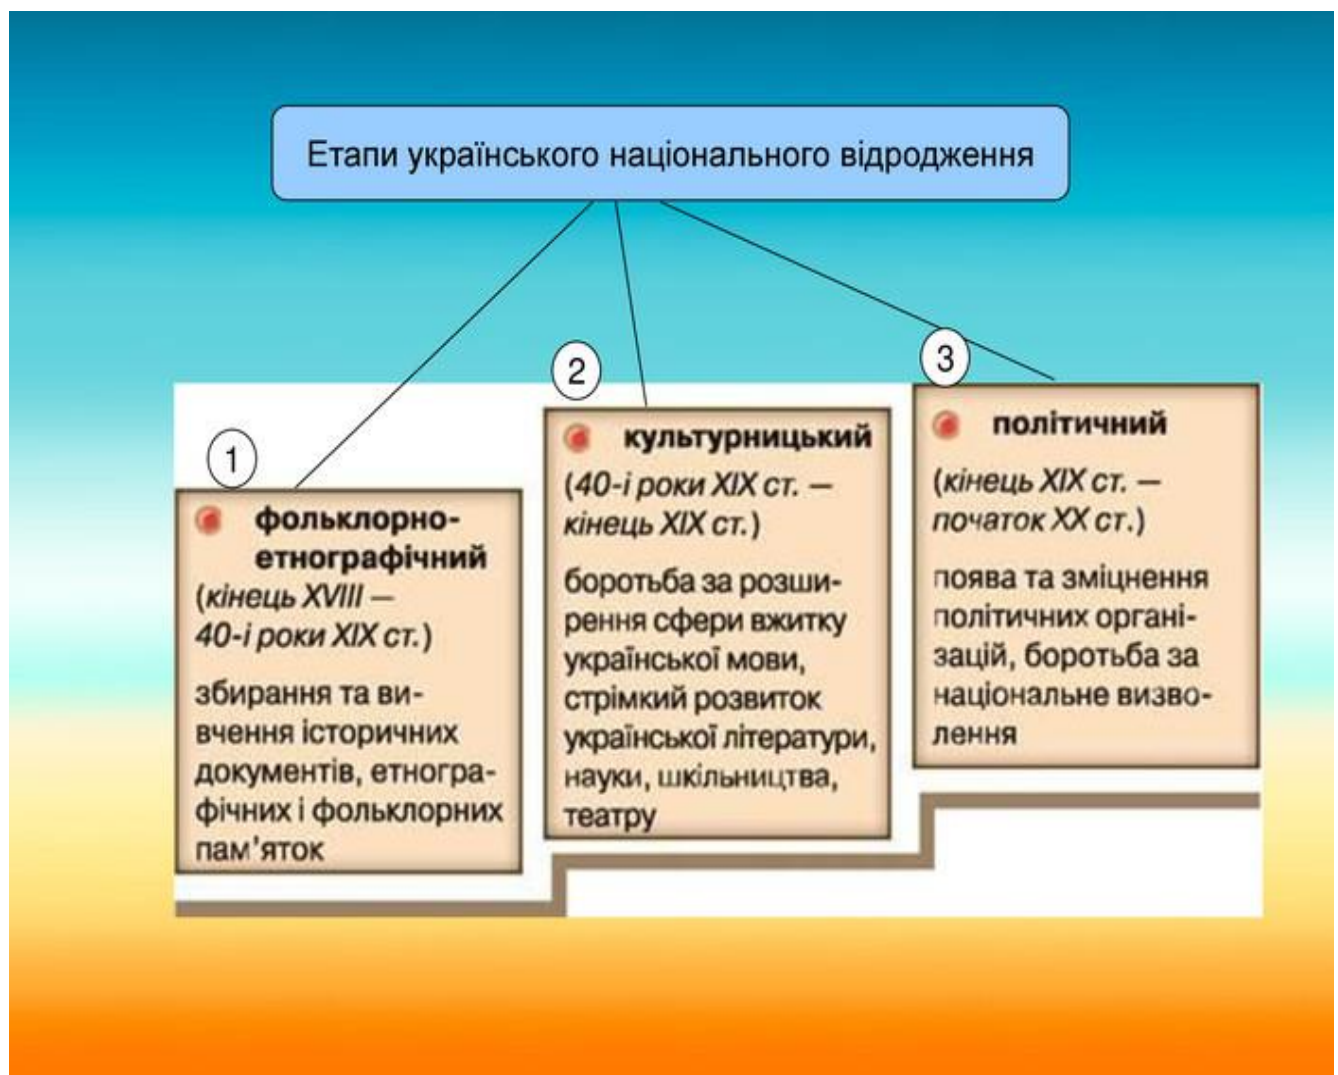 Етапи українського національного відродження
1
фольклорно-
етнографічний
(кінець XVIII —
40-і роки XIX ст.)
збирання та ви-
вчення історичних
документів, етногра-
фічних і фольклорних
пам’яток
2
культурницький
(40-і роки XIX ст. —
кінець XIX ст.)
боротьба за розши-
рення сфери вжитку
української мови,
стрімкий розвиток
української літератури,
науки, шкільництва,
театру
3
політичний
(кінець XIX ст. —
початок XX ст.)
поява та зміцнення
політичних органі-
зацій, боротьба за
національне визво-
лення